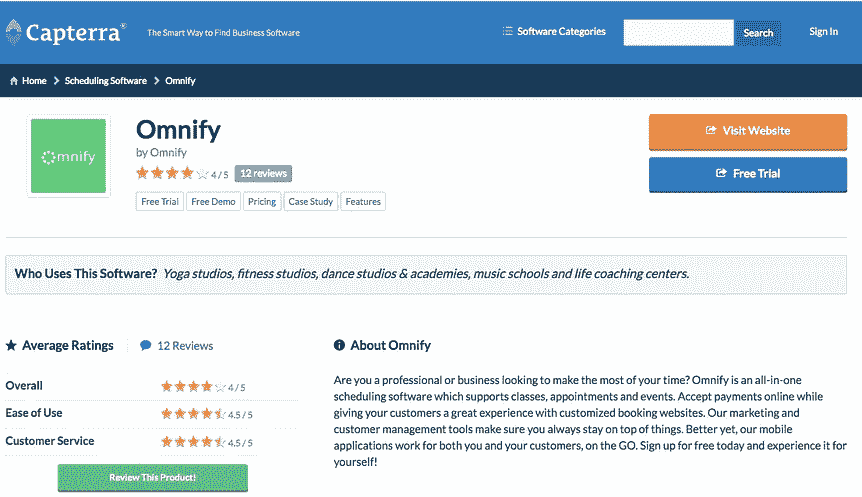 Capterra®
The Smart Way to Find Business Software
Software Categories
Search
Sign In
Home
Scheduling Software
Omnify
Omnify
by Omnify
4/5
12 reviews
Free Trial
Free Demo
Pricing
Case Study
Features
omnify
Visit Website
Free Trial
Who Uses This Software? Yoga studios, fitness studios, dance studios & academies, music schools and life coaching centers.
Average Ratings
12 Reviews
Overall
4/5
Ease of Use
4.5/5
Customer Service
4.5/5
Review This Product!
About Omnify
Are you a professional or business looking to make the most of your time? Omnify is an all-in-one
scheduling software which supports classes, appointments and events. Accept payments online while
giving your customers a great experience with customized booking websites. Our marketing and
customer management tools make sure you always stay on top of things. Better yet, our mobile
applications work for both you and your customers, on the GO. Sign up for free today and experience it for
yourself!